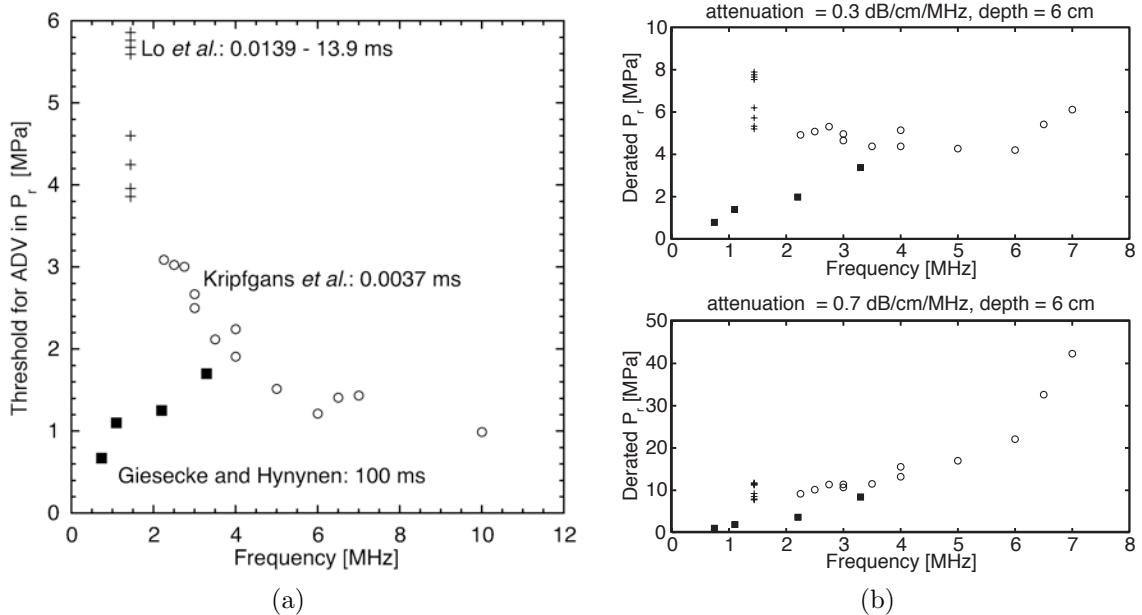 Threshold for ADV in P_r [MPa]
6
5
4
3
2
1
0
Lo et al.: 0.0139 - 13.9 ms
Kripfgans et al.: 0.0037 ms
Giesecke and Hynynen: 100 ms
0 2 4 6 8 10 12
Frequency [MHz]
(a)
attenuation = 0.3 dB/cm/MHz, depth = 6 cm
Derated P_r [MPa]
10
8
6
4
2
0
0 1 2 3 4 5 6 7 8
Frequency [MHz]
attenuation = 0.7 dB/cm/MHz, depth = 6 cm
Derated P_r [MPa]
50
40
30
20
10
0
0 1 2 3 4 5 6 7 8
Frequency [MHz]
(b)